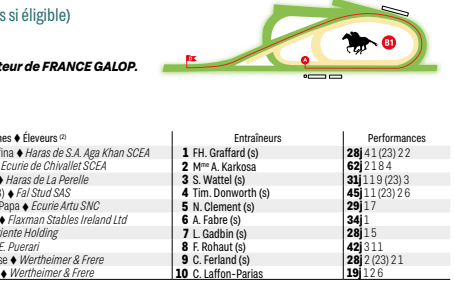 s si éligible)
teur de FRANCE GALOP.
B
A
B1
nes ♦ Éleveurs (2) Entraîneurs Performances
fina ♦ Haras de S.A. Aga Khan SCEA 1 FH. Graffard (s) 28j 4 1 (23) 2 2
Ecurie de Chivallet SCEA 2 Mme A. Karkosa 62j 2 1 8 4
♦ Haras de La Perelle 3 S. Wattel (s) 31j 1 1 9 (23) 3
) ♦ Fal Stud SAS 4 Tim. Donworth (s) 45j 1 1 (23) 2 6
Papa ♦ Ecurie Artu SNC 5 N. Clement (s) 29j 1 7
♦ Flaxman Stables Ireland Ltd 6 A. Fabre (s) 34j 1
riente Holding 7 L. Gadbin (s) 28j 1 5
E. Puerari 8 F. Rohaut (s) 42j 3 1 1
se ♦ Wertheimer & Frere 9 N. Ferland (s) 28j 2 (23) 2 1
♦ Wertheimer & Frere 10 C. Laffon-Parias 19j 1 2 6